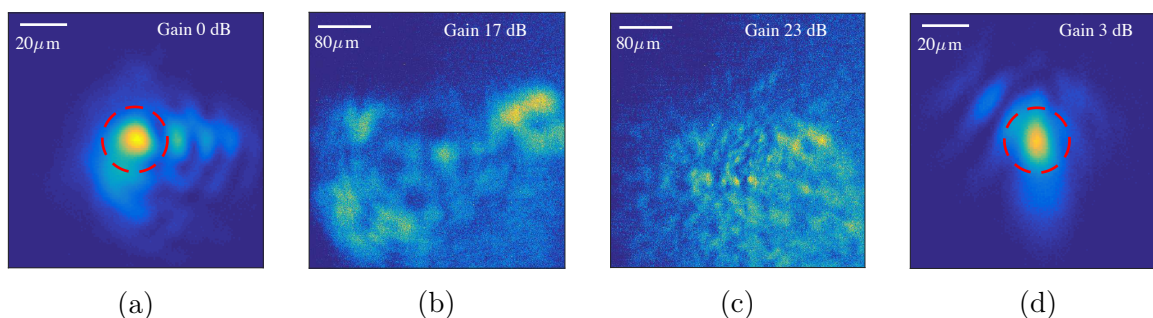 Gain 0 dB
20μm
Gain 17 dB
80μm
Gain 23 dB
80μm
Gain 3 dB
20μm
(a)
(b)
(c)
(d)